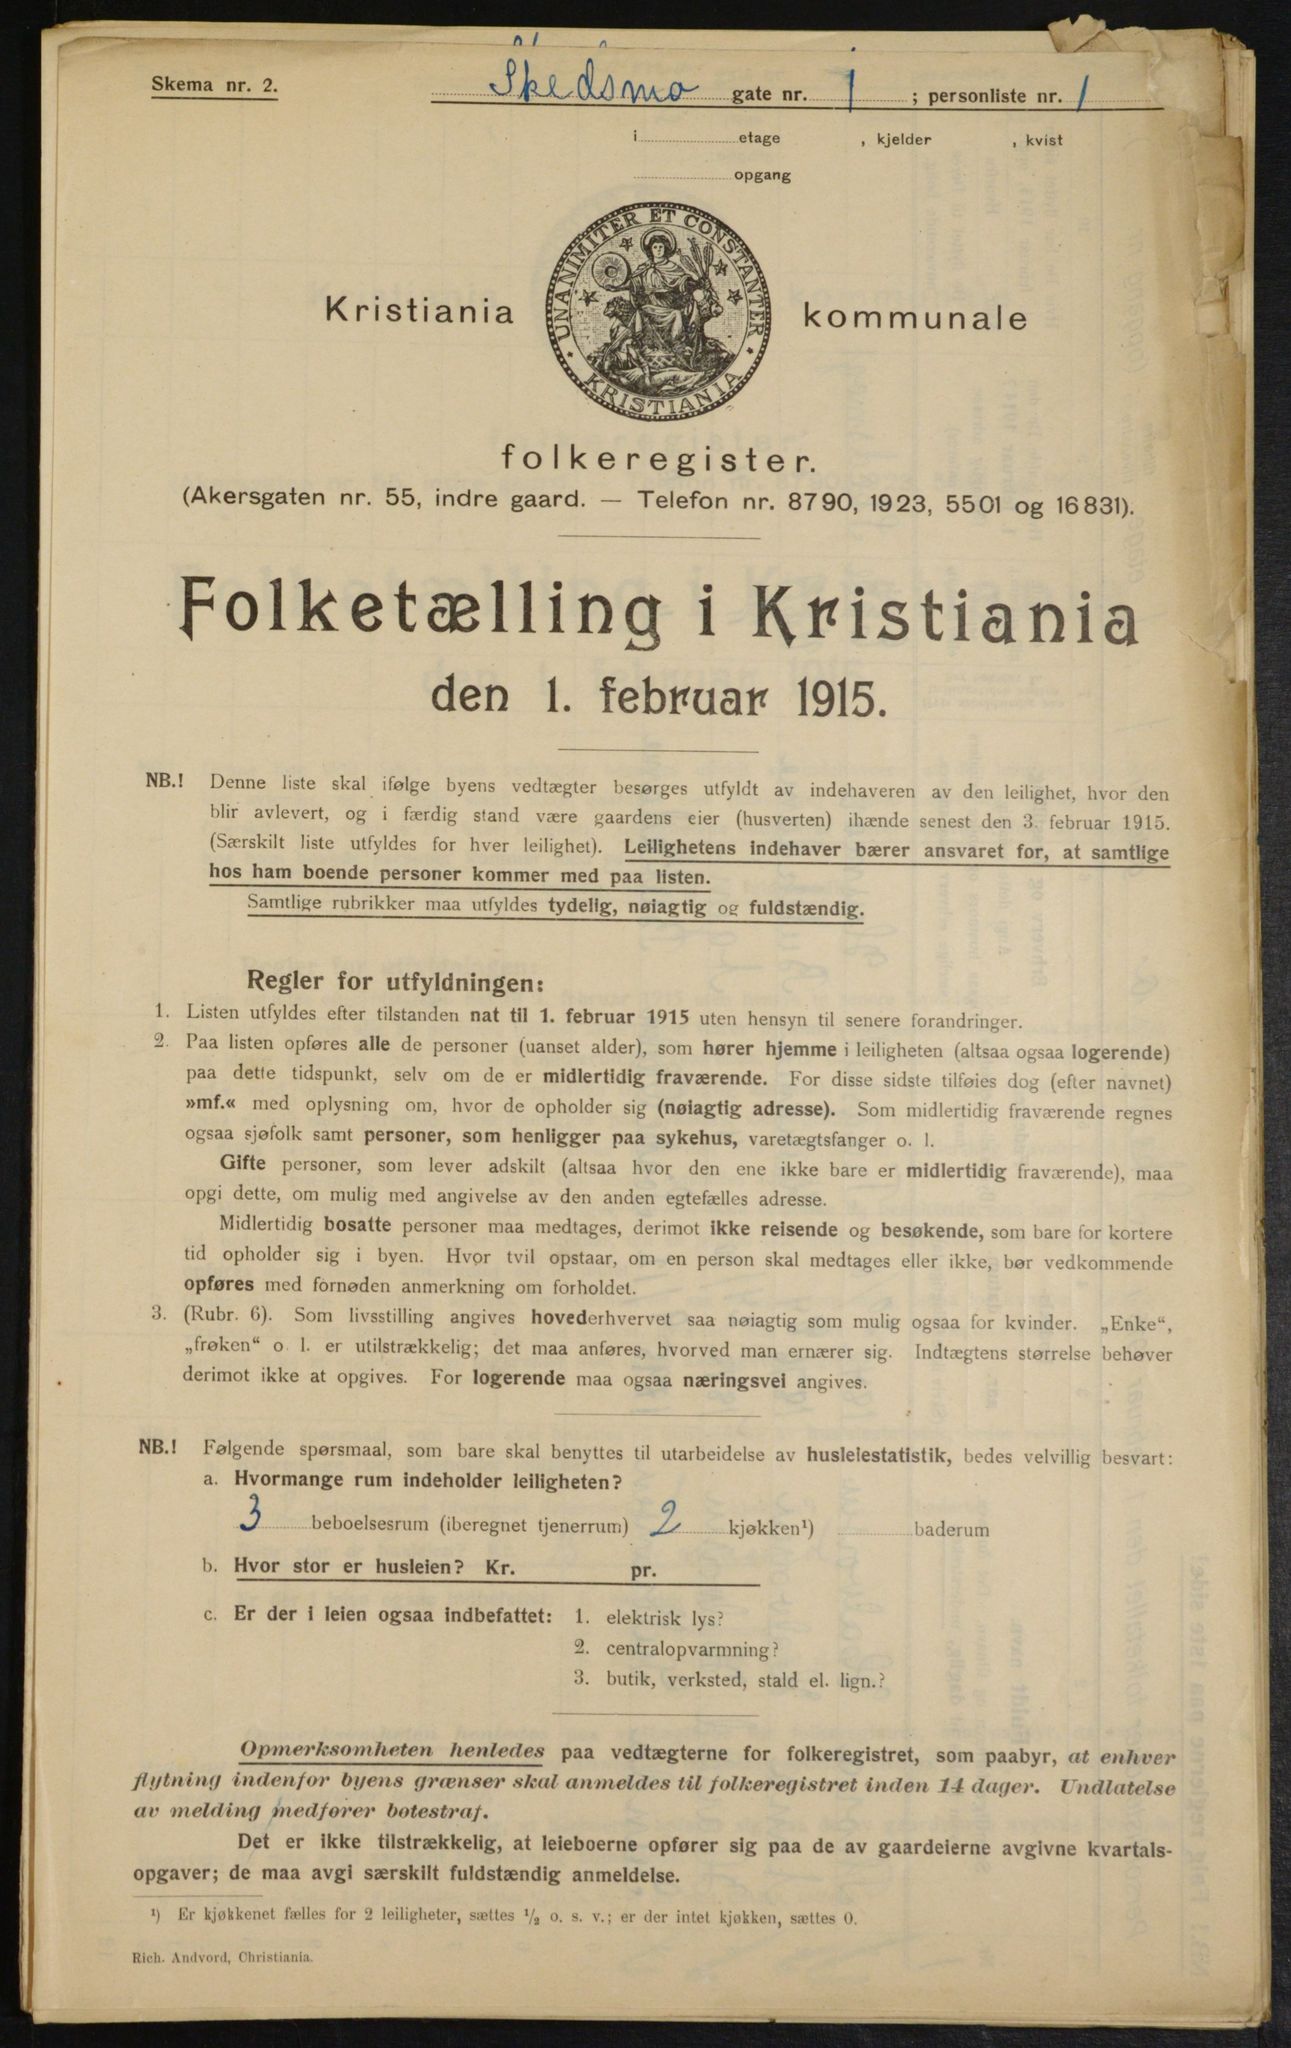 Skema nr. 2.
Skedsmo gate nr. 1; personliste nr. 1
i etage , kjelder , kvist
opgang
UNANIMITER ET CONSTANTER
KRISTIANIA
Kristiania kommunale
folkeregister.
(Akersgaten nr. 55, indre gaard. — Telefon nr. 8790, 1923, 5501 og 16831).
Folketælling i Kristiania
den 1. februar 1915.
NB.! Denne liste skal ifølge byens vedtægter besørges utfyldt av indehaveren av den leilighet, hvor den
blir avlevert, og i færdig stand være gaardens eier (husverten) ihænde senest den 3. februar 1915.
(Særskilt liste utfyldes for hver leilighet). Leilighetens indehaver bærer ansvaret for, at samtlige
hos ham boende personer kommer med paa listen.
Samtlige rubrikker maa utfyldes tydelig, nøiagtig og fuldstændig.
Regler for utfyldningen:
1. Listen utfyldes efter tilstanden nat til 1. februar 1915 uten hensyn til senere forandringer.
2. Paa listen opføres alle de personer (uanset alder), som hører hjemme i leiligheten (altsaa ogsaa logerende)
paa dette tidspunkt, selv om de er midlertidig fraværende. For disse sidste tilføies dog (efter navnet)
»mf.« med oplysning om, hvor de opholder sig (nøiagtig adresse). Som midlertidig fraværende regnes
ogsaa sjøfolk samt personer, som henligger paa sykehus, varetægtsfanger o. l.
Gifte personer, som lever adskilt (altsaa hvor den ene ikke bare er midlertidig fraværende), maa
opgi dette, om mulig med angivelse av den anden egtefælles adresse.
Midlertidig bosatte personer maa medtages, derimot ikke reisende og besøkende, som bare for kortere
tid opholder sig i byen. Hvor tvil opstaar, om en person skal medtages eller ikke, bør vedkommende
opføres med fornøden anmerkning om forholdet.
3. (Rubr. 6). Som livsstilling angives hovederhvervet saa nøiagtig som mulig ogsaa for kvinder. „Enke“,
„frøken“ o. l. er utilstrækkelig; det maa anføres, hvorved man ernærer sig. Indtægtens størrelse behøver
derimot ikke at opgives. For logerende maa ogsaa næringsvei angives.
NB.! Følgende spørsmaal, som bare skal benyttes til utarbeidelse av husleiestatistik, bedes velvillig besvart:
a. Hvormange rum indeholder leiligheten?
3 beboelsesrum (iberegnet tjenerrum) 2 kjøkken¹) baderum
b. Hvor stor er husleien? Kr. pr.
c. Er der i leien ogsaa indbefattet: 1. elektrisk lys?
2. centralopvarmning?
3. butik, verksted, stald el. lign.?
Opmerksomheten henledes paa vedtægterne for folkeregistret, som paabyr, at enhver
flytning indenfor byens grænser skal anmeldes til folkeregistret inden 14 dager. Undlatelse
av melding medfører botestraf.
Det er ikke tilstrækkelig, at leieboerne opfører sig paa de av gaardeierne avgivne kvartals-
opgaver; de maa avgi særskilt fuldstændig anmeldelse.
¹) Er kjøkkenet fælles for 2 leiligheter, sættes ½ o. s. v.; er der intet kjøkken, sættes 0.
Rich. Andvord, Christiania.